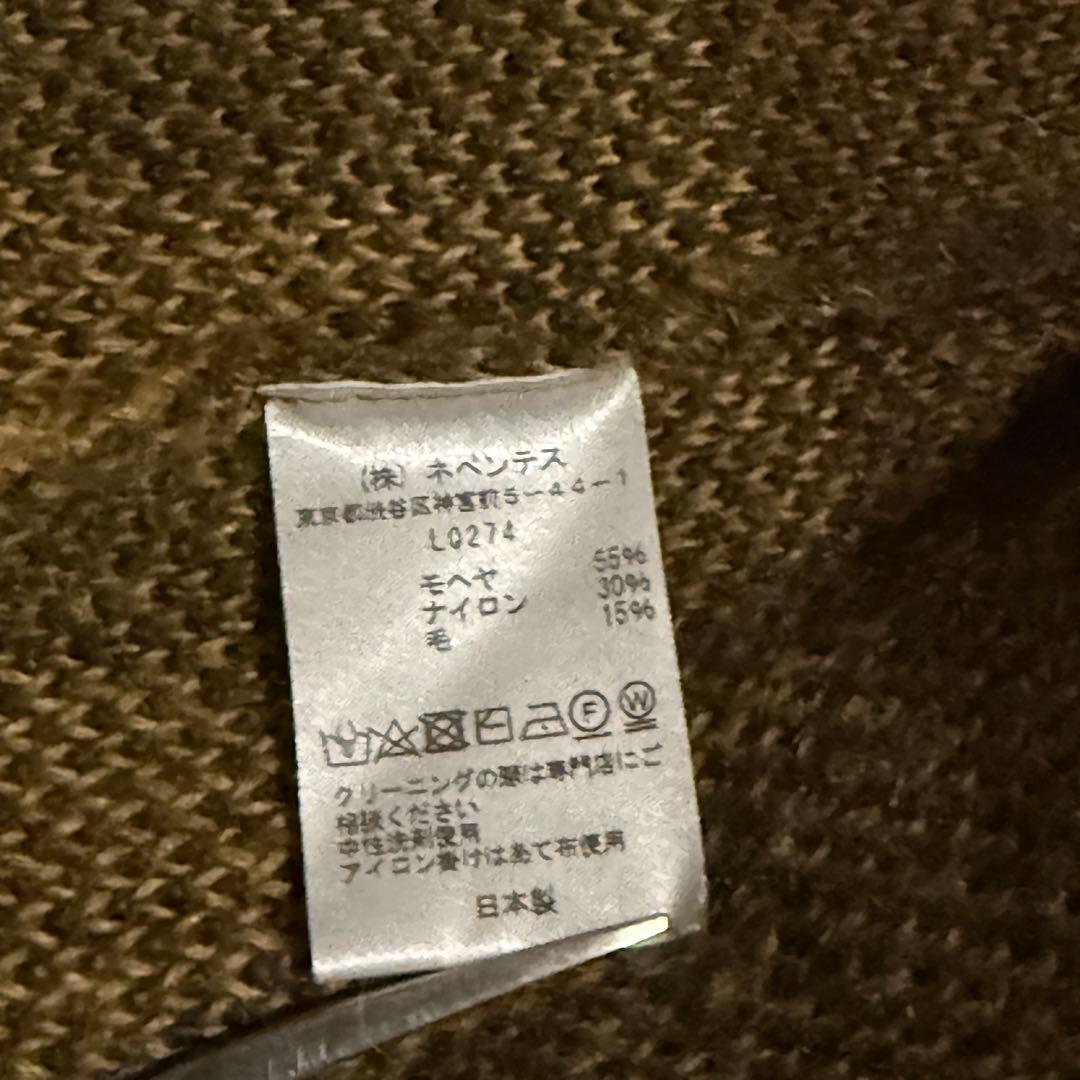 (株) ネペンテス
東京都渋谷区神宮前5-44-1
LQ274
モヘヤ 55%
ナイロン 30%
毛 15%
F W
クリーニングの際は専門店にご
相談ください
中性洗剤使用
アイロン掛けはあて布使用
日本製